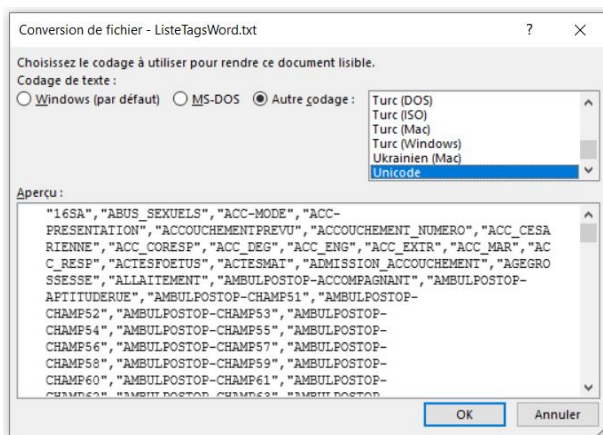 Conversion de fichier - ListeTagsWord.txt ? ×
Choisissez le codage à utiliser pour rendre ce document lisible.
Codage de texte :
Windows (par défaut) MS-DOS Autre codage :
Turc (DOS)
Turc (ISO)
Turc (Mac)
Turc (Windows)
Ukrainien (Mac)
Unicode
Aperçu :
"16SA","ABUS_SEXUELS","ACC-MODE","ACC-
PRESENTATION","ACCOUCHEMENTPREVU","ACCOUCHEMENT_NUMERO","ACC_CESA
RIENNE","ACC_CORESP","ACC_DEG","ACC_ENG","ACC_EXTR","ACC_MAR","AC
C_RESP","ACTESFOETUS","ACTESMAT","ADMISSION_ACCOUCHEMENT","AGEGRO
SSESSE","ALLAITEMENT","AMBULPOSTOP-ACCOMPAGNANT","AMBULPOSTOP-
APTITUDERUE","AMBULPOSTOP-CHAMP51","AMBULPOSTOP-
CHAMP52","AMBULPOSTOP-CHAMP53","AMBULPOSTOP-
CHAMP54","AMBULPOSTOP-CHAMP55","AMBULPOSTOP-
CHAMP56","AMBULPOSTOP-CHAMP57","AMBULPOSTOP-
CHAMP58","AMBULPOSTOP-CHAMP59","AMBULPOSTOP-
CHAMP60","AMBULPOSTOP-CHAMP61","AMBULPOSTOP-
CHAMP62","AMBULPOSTOP-CHAMP63","AMBULPOSTOP-
OK Annuler